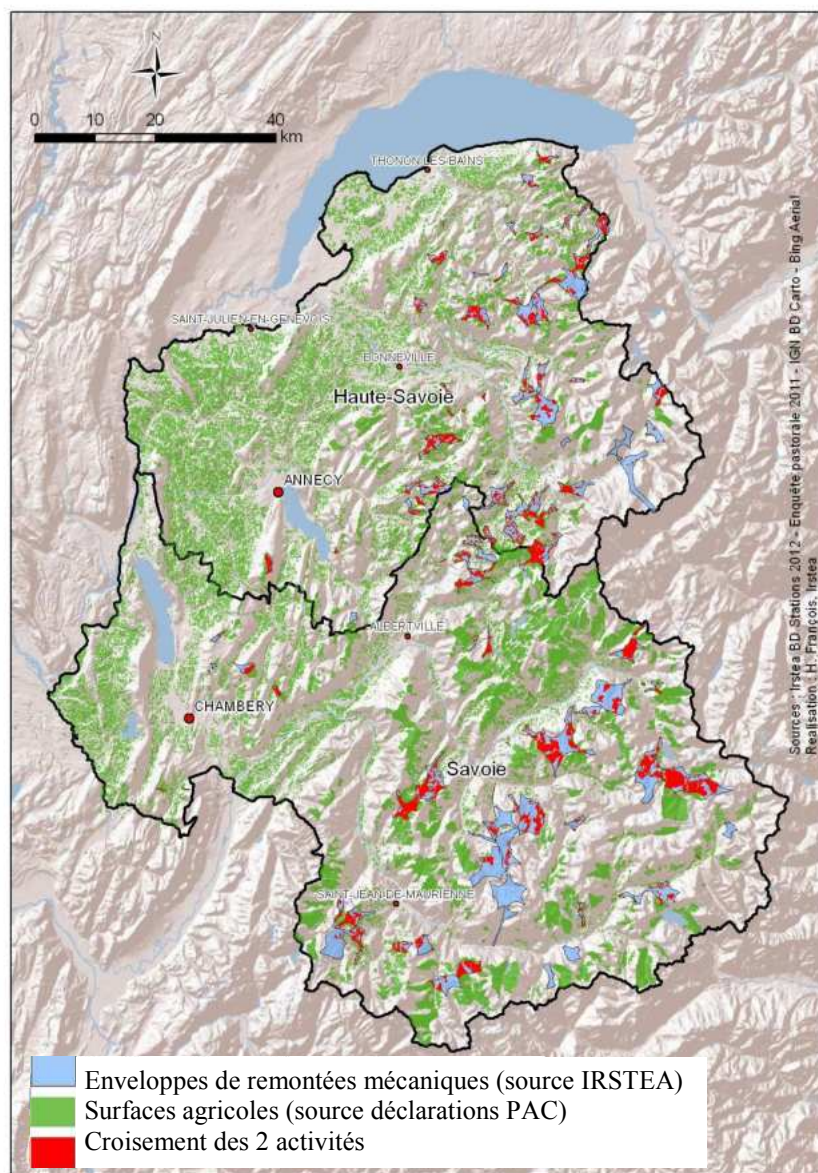 N
0 20 40
km
THONON-LES-BAINS
SAINT-JULIEN-EN-GENEVOIS
BONNEVILLE
Haute-Savoie
ANNECY
ALBERTVILLE
CHAMBERY
Savoie
SAINT-JEAN-DE-MAURIENNE
Sources : Irstea BD Stations 2012 - Enquête pastorale 2011 - IGN BD Carto - Bing Aerial
Realisation : H. François, Irstea
Enveloppes de remontées mécaniques (source IRSTEA)
Surfaces agricoles (source déclarations PAC)
Croisement des 2 activités